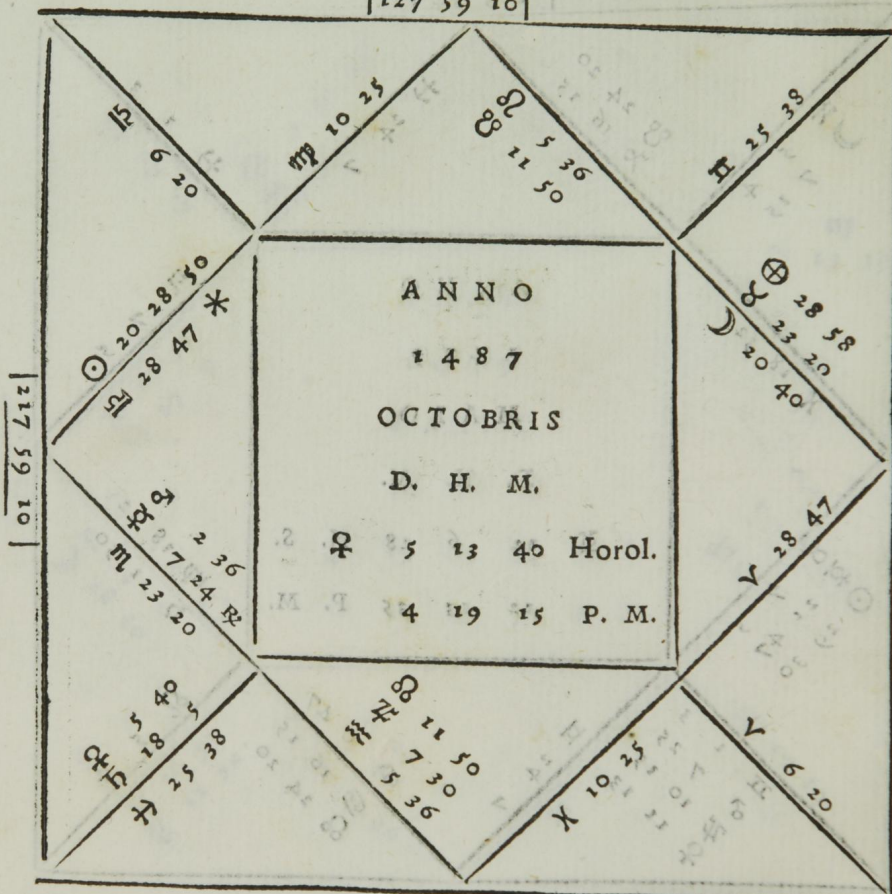 127 59 10
♎ 6 20
♍ 10 25
♌ 5 36
☋ 11 50
♊ 25 38
⊕ 28 58
♉ 23 20
☽ 20 40
☉ 20 28 50
♎ 28 47 ✶
217 59 10
ANNO
1487
OCTOBRIS
D. H. M.
♀ 5 13 40 Horol.
4 19 15 P. M.
♂ 2 36
☿ 7 24 ℞
♏ 23 20
♈ 28 47
♀ 5 40
♄ 18 5
♐ 25 38
☊ 11 50
♃ 7 30
♒ 5 36
♓ 10 25
♈ 6 20